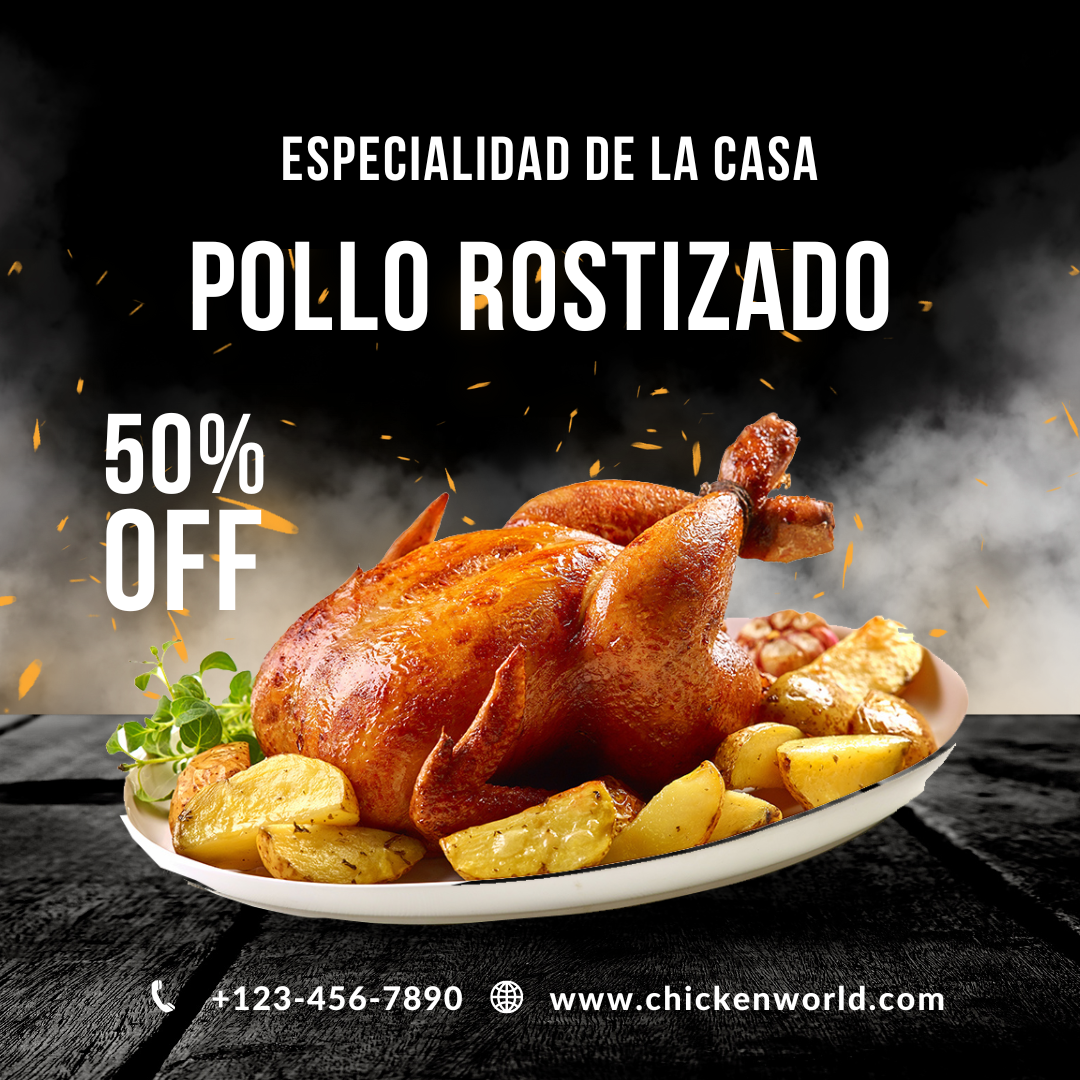 ESPECIALIDAD DE LA CASA
POLLO ROSTIZADO
50%
OFF
+123-456-7890 www.chickenworld.com